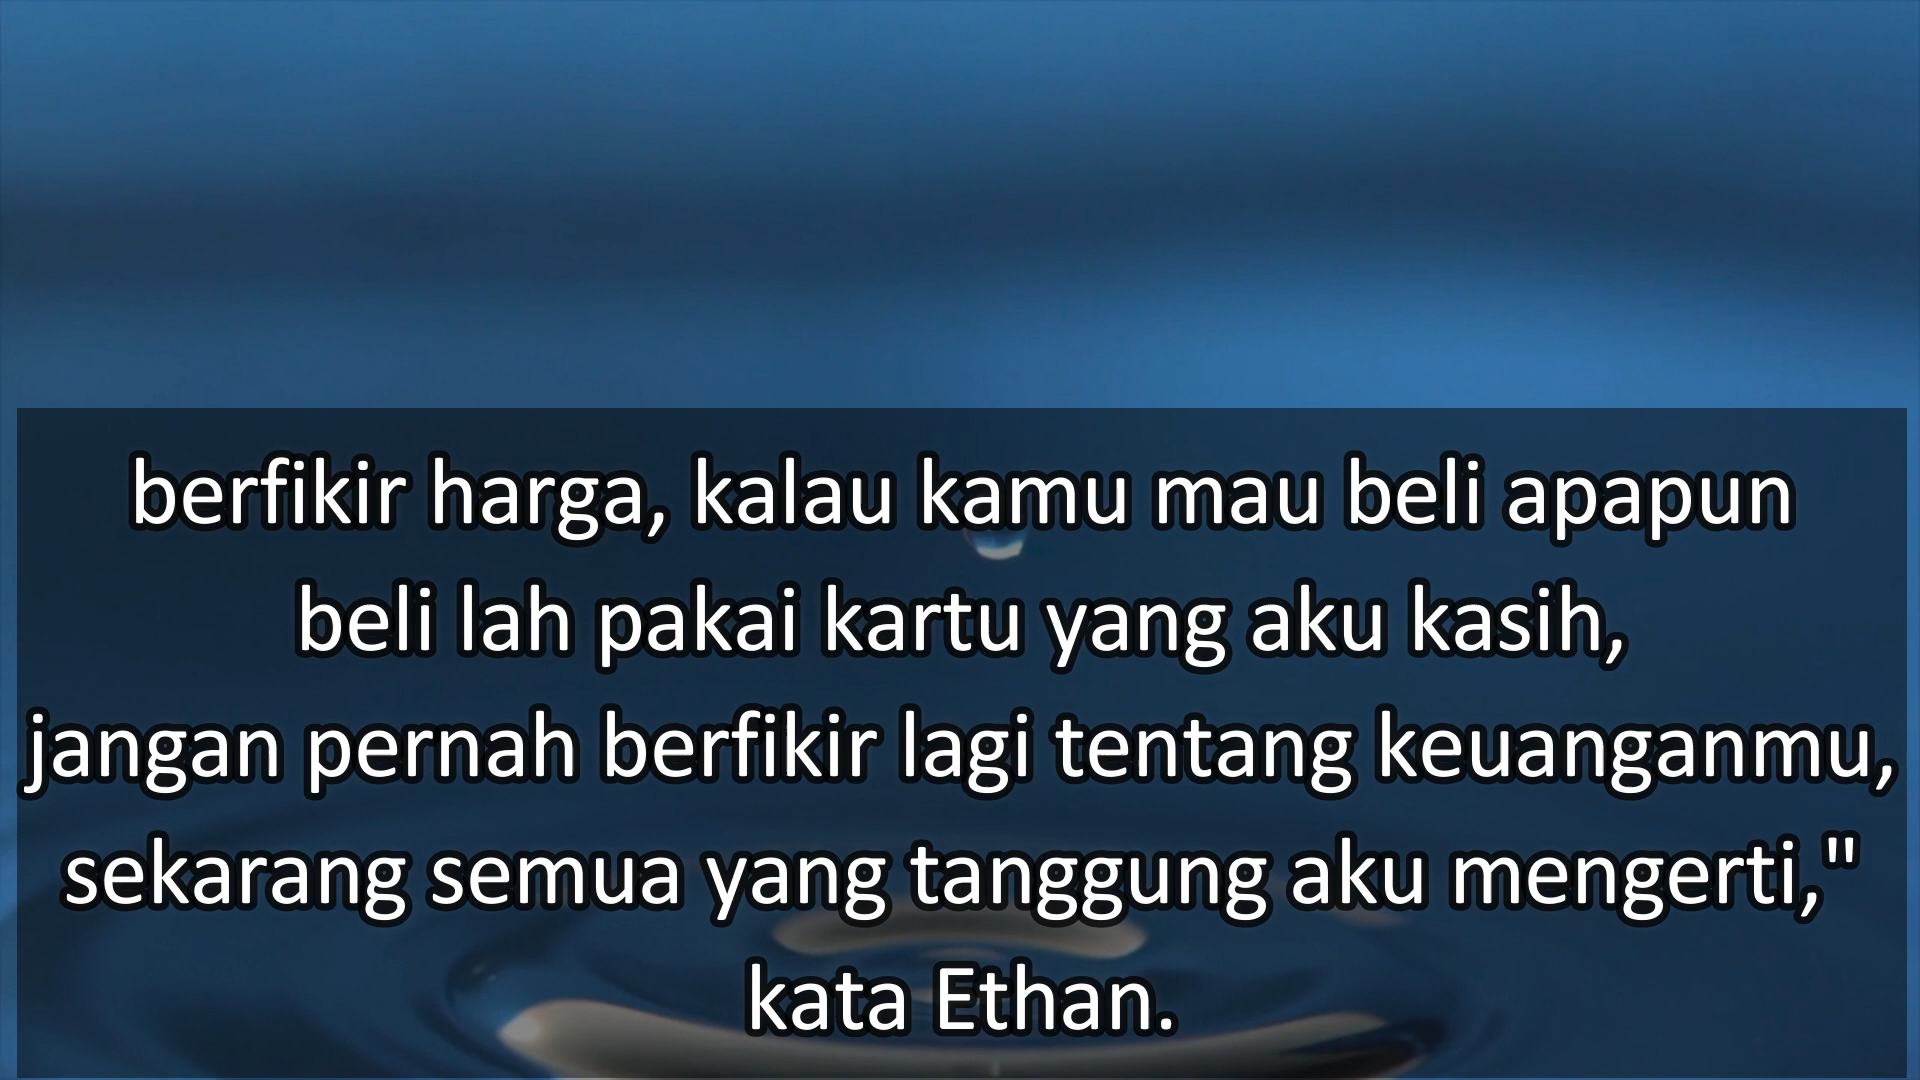 berfikir harga, kalau kamu mau beli apapun
beli lah pakai kartu yang aku kasih,
jangan pernah berfikir lagi tentang keuanganmu,
sekarang semua yang tanggung aku mengerti,"
kata Ethan.